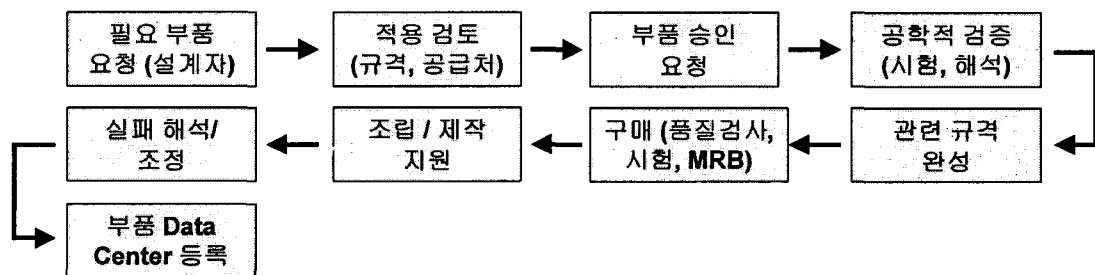 필요 부품
요청 (설계자)
적용 검토
(규격, 공급처)
부품 승인
요청
공학적 검증
(시험, 해석)
관련 규격
완성
구매 (품질검사,
시험, MRB)
조립 / 제작
지원
실패 해석/
조정
부품 Data
Center 등록